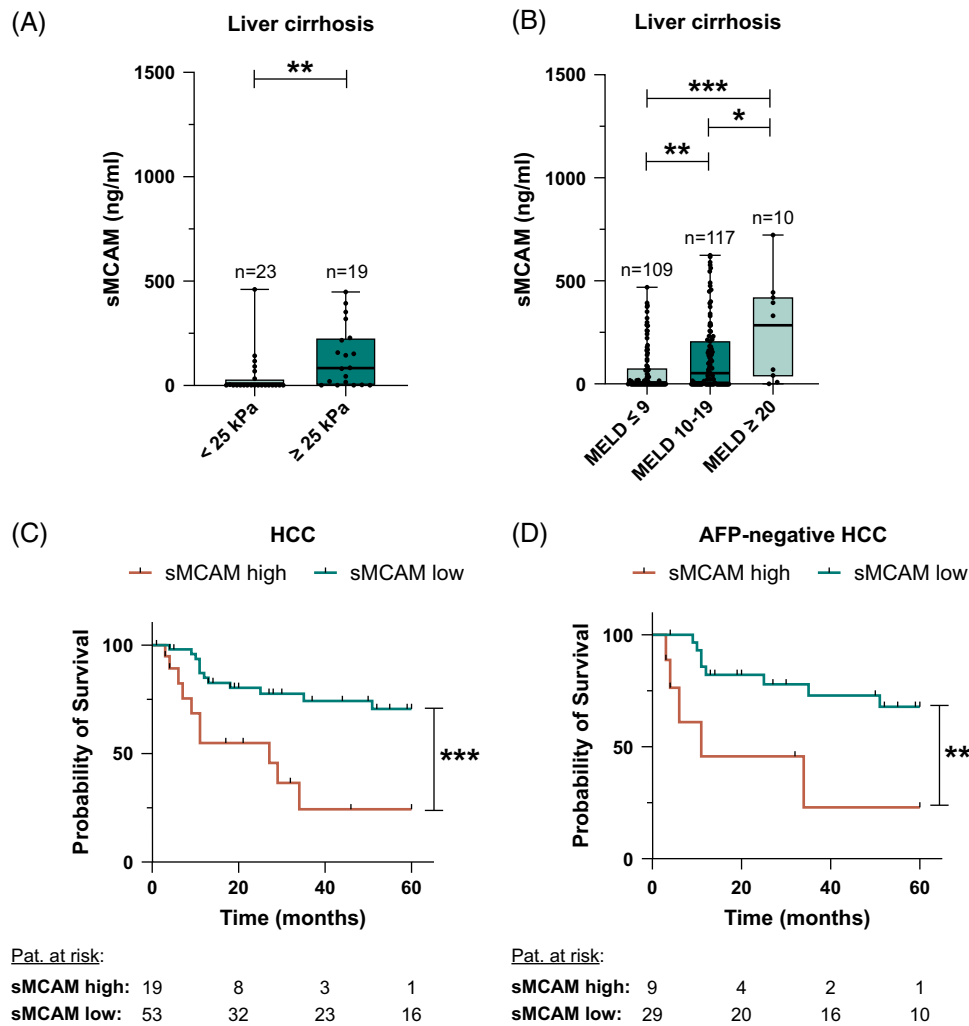 (A)
Liver cirrhosis
1500
1000
500
0
sMCAM (ng/ml)
**
n=23
n=19
< 25 kPa
≥ 25 kPa
(B)
Liver cirrhosis
1500
1000
500
0
sMCAM (ng/ml)
***
*
**
n=109
n=117
n=10
MELD ≤ 9
MELD 10-19
MELD ≥ 20
(C)
HCC
sMCAM high
sMCAM low
100
50
0
Probability of Survival
***
0 20 40 60
Time (months)
Pat. at risk:
sMCAM high: 19 8 3 1
sMCAM low: 53 32 23 16
(D)
AFP-negative HCC
sMCAM high
sMCAM low
100
50
0
Probability of Survival
**
0 20 40 60
Time (months)
Pat. at risk:
sMCAM high: 9 4 2 1
sMCAM low: 29 20 16 10